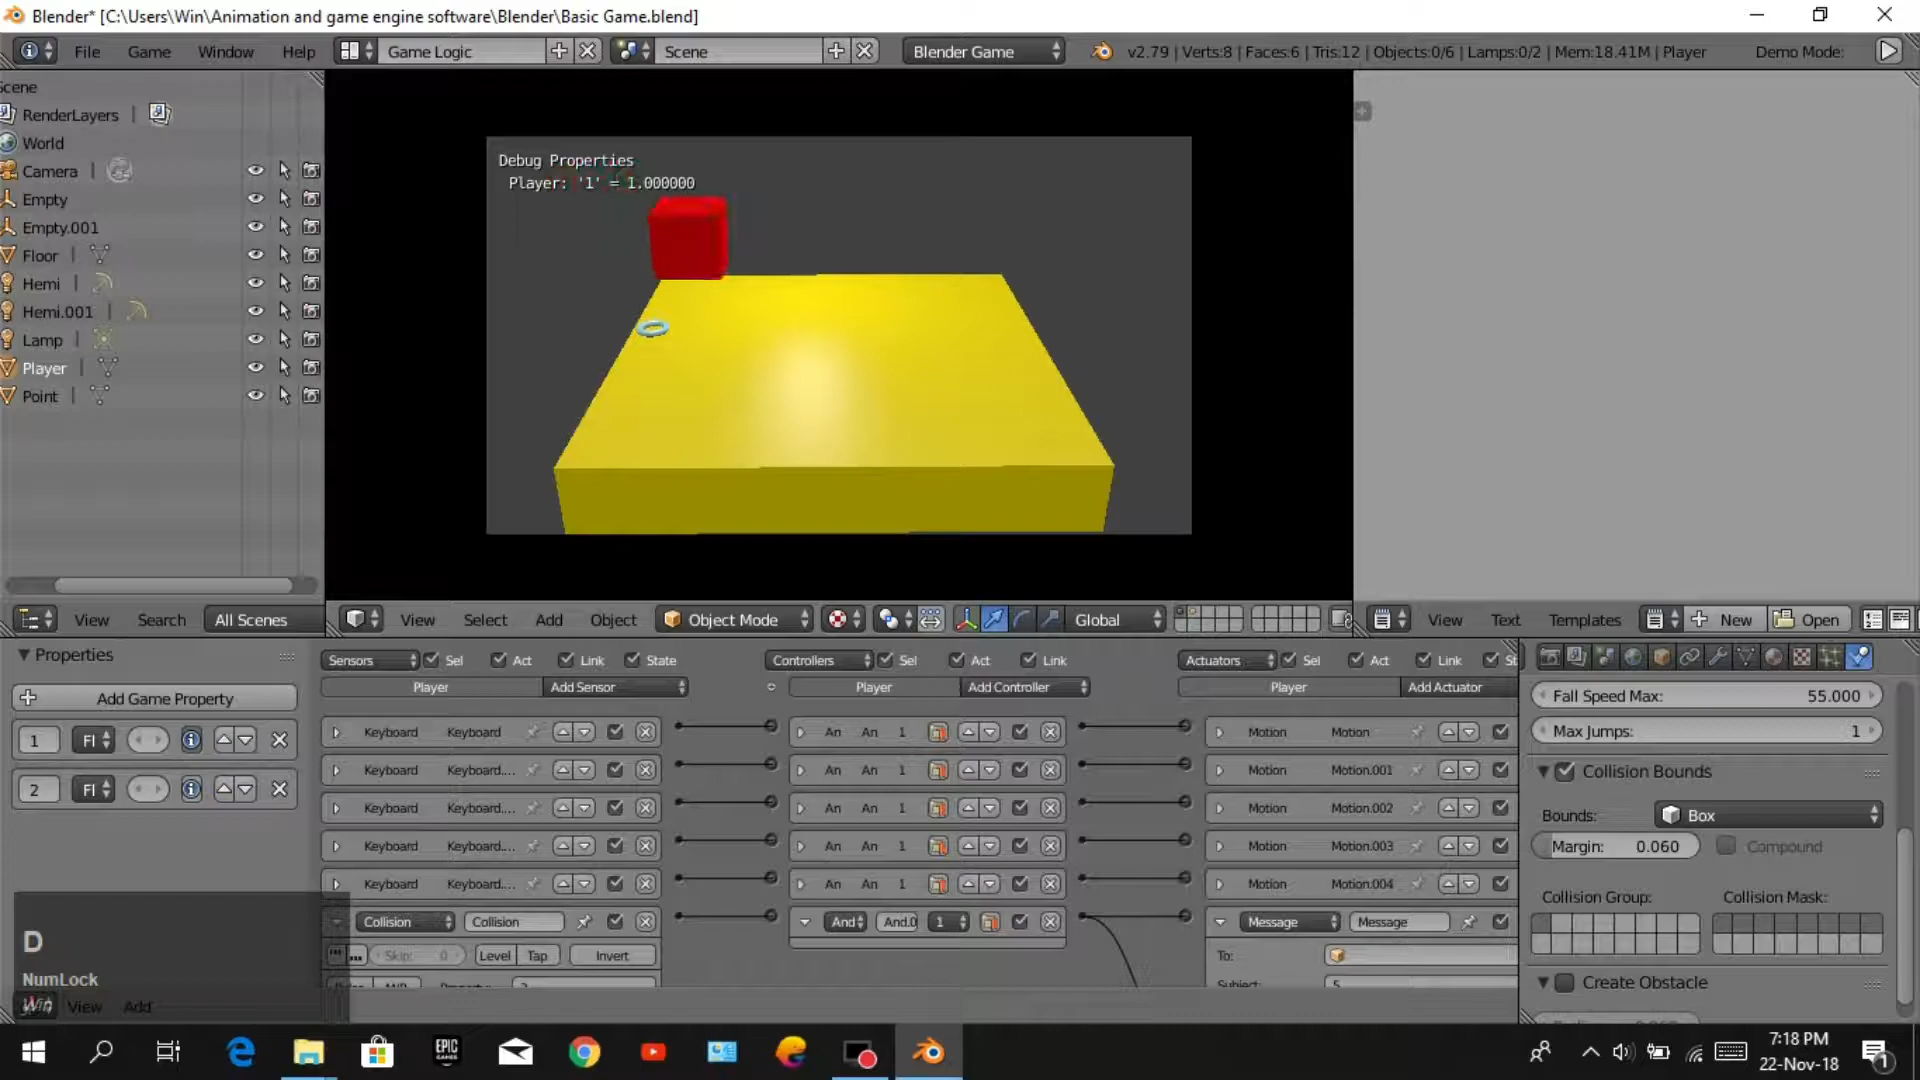 Blender* [C:\Users\Win\Animation and game engine software\Blender\Basic Game.blend]
File Game Window Help Game Logic Scene Blender Game v2.79 | Verts:8 | Faces:6 | Tris:12 | Objects:0/6 | Lamps:0/2 | Mem:18.41M | Player Demo Mode:
Scene
RenderLayers
World
Camera
Empty
Empty.001
Floor
Hemi
Hemi.001
Lamp
Player
Point
Debug Properties
Player: '1' = 1.000000
View Search All Scenes View Select Add Object Object Mode Global View Text Templates New Open
Properties
Add Game Property
1 Fl
2 Fl
Sensors Sel Act Link State Controllers Sel Act Link Actuators Sel Act Link St
Player Add Sensor Player Add Controller Player Add Actuator
Keyboard Keyboard An An 1 Motion Motion
Keyboard Keyboard.... An An 1 Motion Motion.001
Keyboard Keyboard.... An An 1 Motion Motion.002
Keyboard Keyboard.... An An 1 Motion Motion.003
Keyboard Keyboard.... An An 1 Motion Motion.004
Collision Collision And And.0 1 Message Message
Skip: 0 Level Tap Invert To:
Subject:
Fall Speed Max: 55.000
Max Jumps: 1
Collision Bounds
Bounds: Box
Margin: 0.060 Compound
Collision Group: Collision Mask:
Create Obstacle
D
NumLock
Win View Add
EPIC GAMES
7:18 PM
22-Nov-18
1